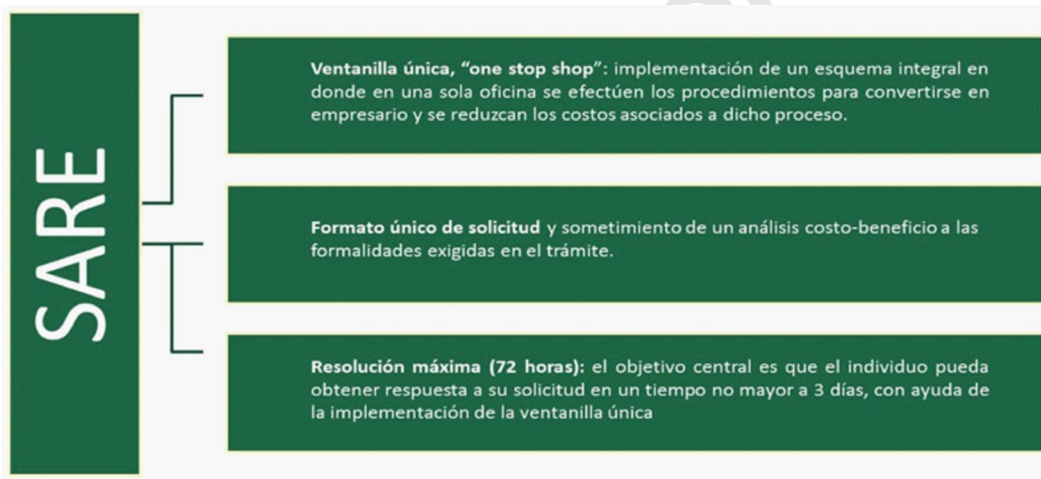 SARE
Ventanilla única, “one stop shop”: implementación de un esquema integral en
donde en una sola oficina se efectúen los procedimientos para convertirse en
empresario y se reduzcan los costos asociados a dicho proceso.
Formato único de solicitud y sometimiento de un análisis costo-beneficio a las
formalidades exigidas en el trámite.
Resolución máxima (72 horas): el objetivo central es que el individuo pueda
obtener respuesta a su solicitud en un tiempo no mayor a 3 días, con ayuda de
la implementación de la ventanilla única